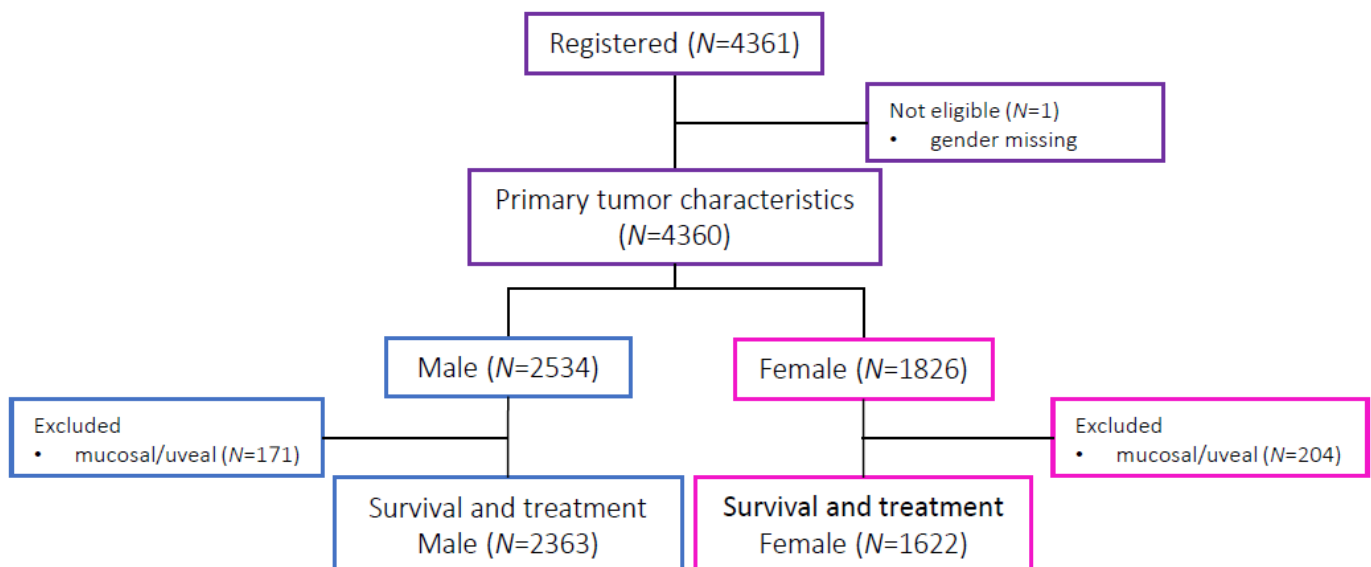 Registered (N=4361)
Not eligible (N=1)
• gender missing
Primary tumor characteristics
(N=4360)
Male (N=2534)
Female (N=1826)
Excluded
• mucosal/uveal (N=171)
Excluded
• mucosal/uveal (N=204)
Survival and treatment
Male (N=2363)
Survival and treatment
Female (N=1622)